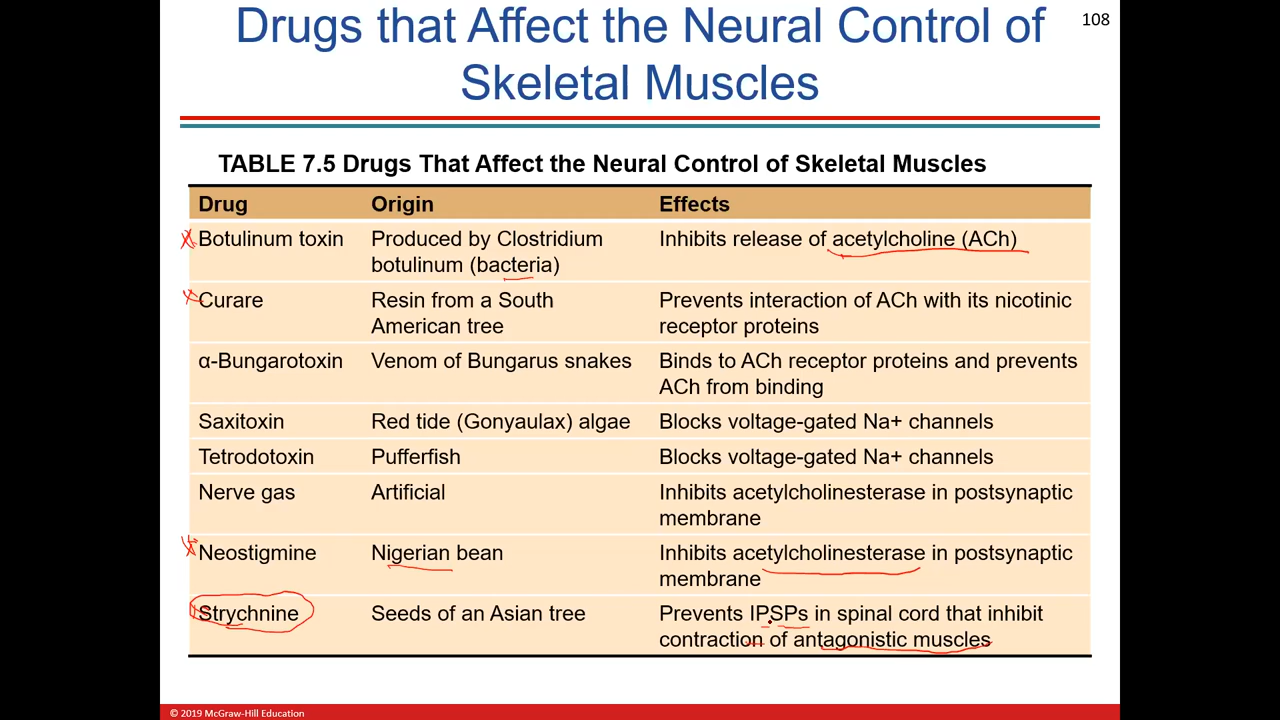 Drugs that Affect the Neural Control of
108
Skeletal Muscles
TABLE 7.5 Drugs That Affect the Neural Control of Skeletal Muscles
Drug Origin Effects
Botulinum toxin Produced by Clostridium Inhibits release of acetylcholine (ACh)
botulinum (bacteria)
Curare Resin from a South Prevents interaction of ACh with its nicotinic
American tree receptor proteins
α-Bungarotoxin Venom of Bungarus snakes Binds to ACh receptor proteins and prevents
ACh from binding
Saxitoxin Red tide (Gonyaulax) algae Blocks voltage-gated Na+ channels
Tetrodotoxin Pufferfish Blocks voltage-gated Na+ channels
Nerve gas Artificial Inhibits acetylcholinesterase in postsynaptic
membrane
Neostigmine Nigerian bean Inhibits acetylcholinesterase in postsynaptic
membrane
Strychnine Seeds of an Asian tree Prevents IPSPs in spinal cord that inhibit
contraction of antagonistic muscles
© 2019 McGraw-Hill Education